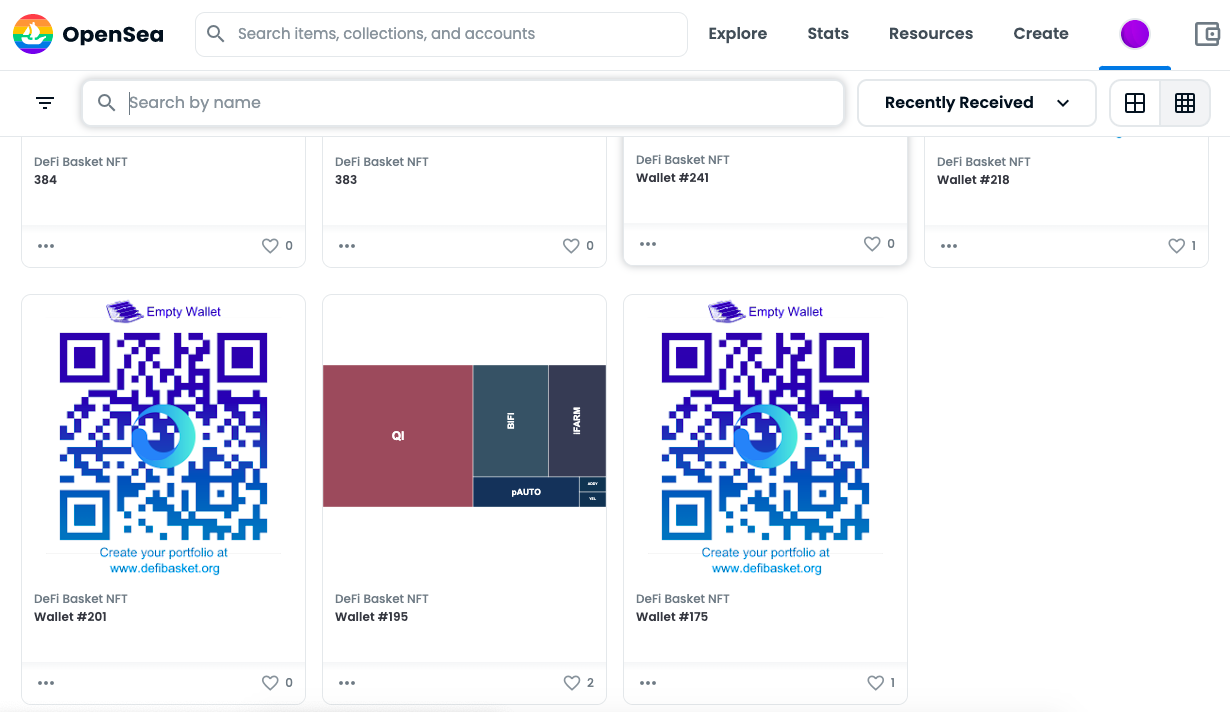 OpenSea
Search items, collections, and accounts
Explore
Stats
Resources
Create
Search by name
Recently Received
DeFi Basket NFT
384
0
DeFi Basket NFT
383
0
DeFi Basket NFT
Wallet #241
0
DeFi Basket NFT
Wallet #218
1
Empty Wallet
Create your portfolio at
www.defibasket.org
DeFi Basket NFT
Wallet #201
0
QI
BIFI
iFARM
pAUTO
DeFi Basket NFT
Wallet #195
2
Empty Wallet
Create your portfolio at
www.defibasket.org
DeFi Basket NFT
Wallet #175
1